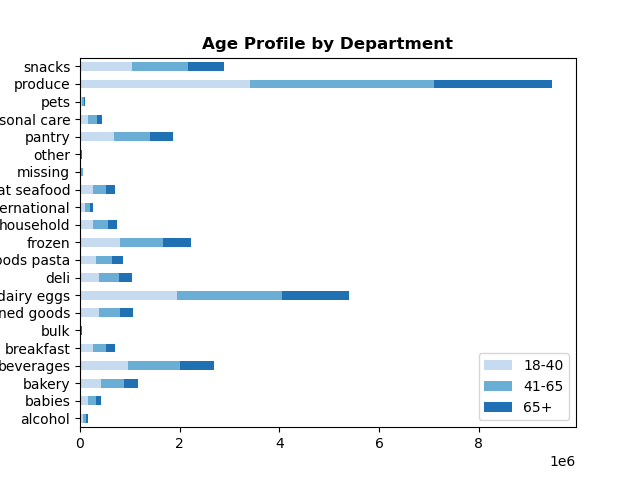 Age Profile by Department
snacks
produce
pets
sonal care
pantry
other
missing
at seafood
ernational
household
frozen
oods pasta
deli
dairy eggs
ned goods
bulk
breakfast
beverages
bakery
babies
alcohol
18-40
41-65
65+
0 2 4 6 8
1e6